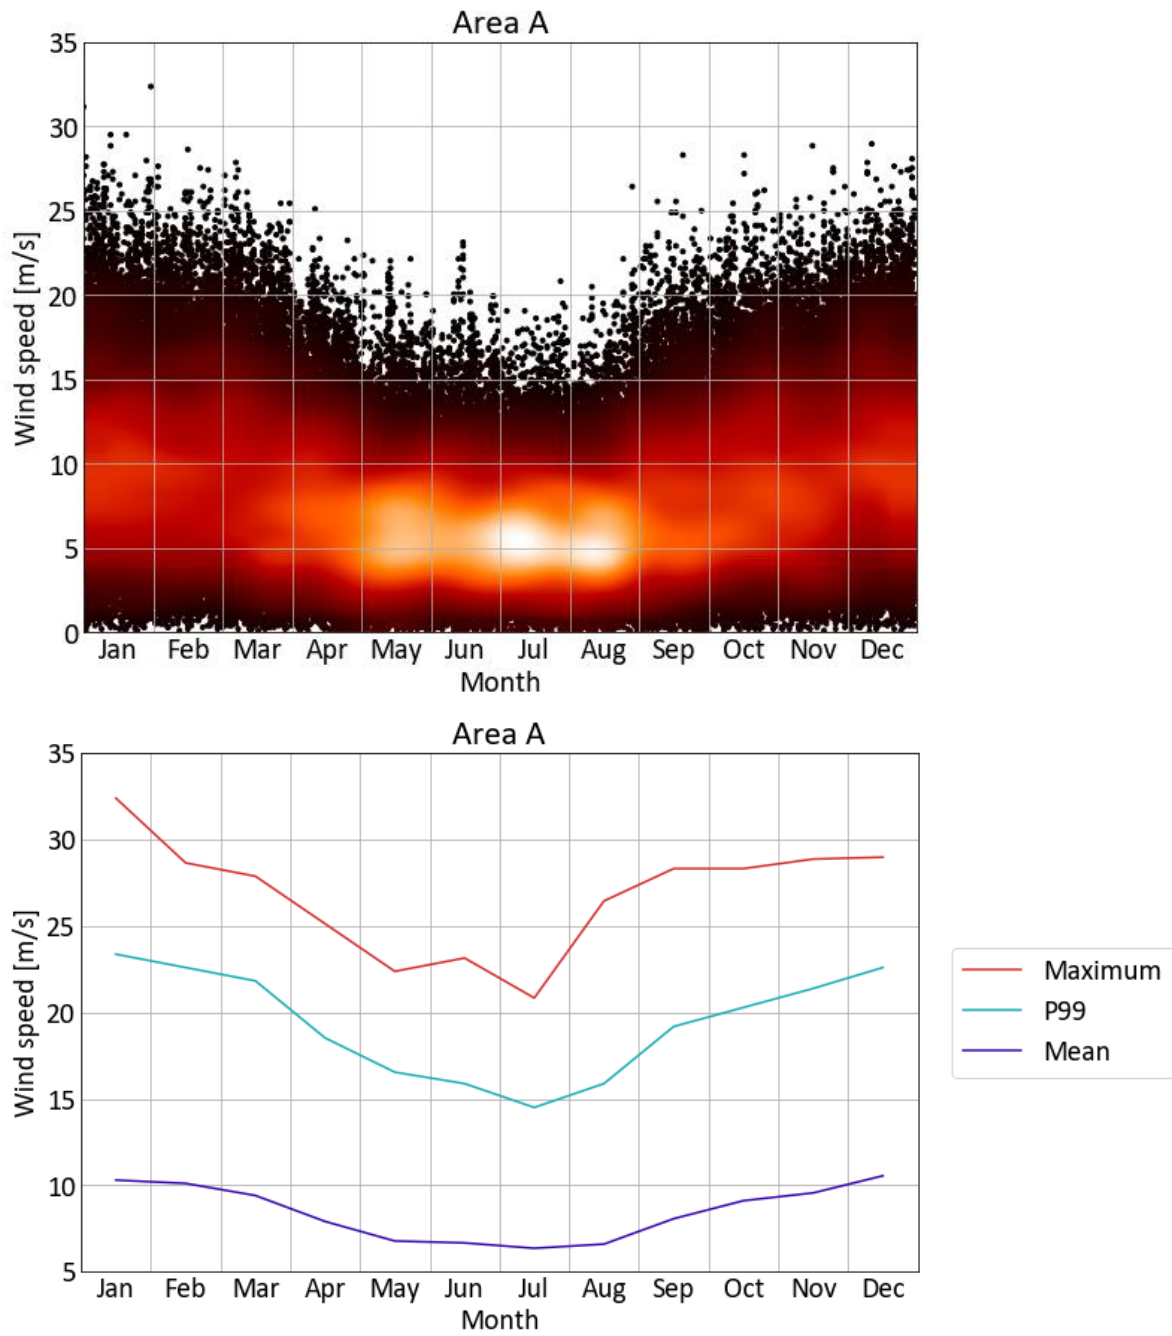 Area A
35
30
25
20
15
10
5
0
Wind speed [m/s]
Jan Feb Mar Apr May Jun Jul Aug Sep Oct Nov Dec
Month
Area A
35
30
25
20
15
10
5
Wind speed [m/s]
Jan Feb Mar Apr May Jun Jul Aug Sep Oct Nov Dec
Month
Maximum
P99
Mean